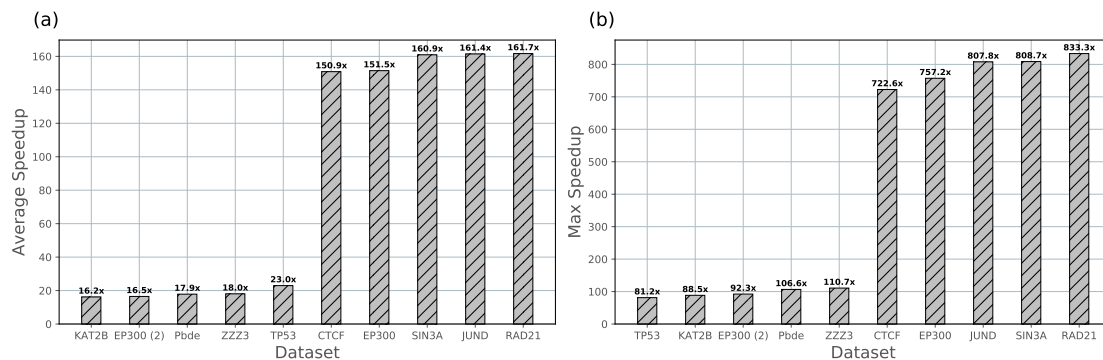 (a)
Average Speedup
160
140
120
100
80
60
40
20
0
16.2x
16.5x
17.9x
18.0x
23.0x
150.9x
151.5x
160.9x
161.4x
161.7x
KAT2B
EP300 (2)
Pbde
ZZZ3
TP53
CTCF
EP300
SIN3A
JUND
RAD21
Dataset
(b)
Max Speedup
800
700
600
500
400
300
200
100
0
81.2x
88.5x
92.3x
106.6x
110.7x
722.6x
757.2x
807.8x
808.7x
833.3x
TP53
KAT2B
EP300 (2)
Pbde
ZZZ3
CTCF
EP300
JUND
SIN3A
RAD21
Dataset